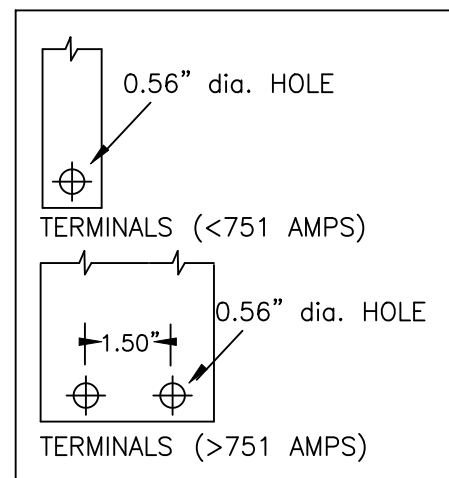 0.56” dia. HOLE
TERMINALS (<751 AMPS)
0.56” dia. HOLE
1.50”
TERMINALS (>751 AMPS)